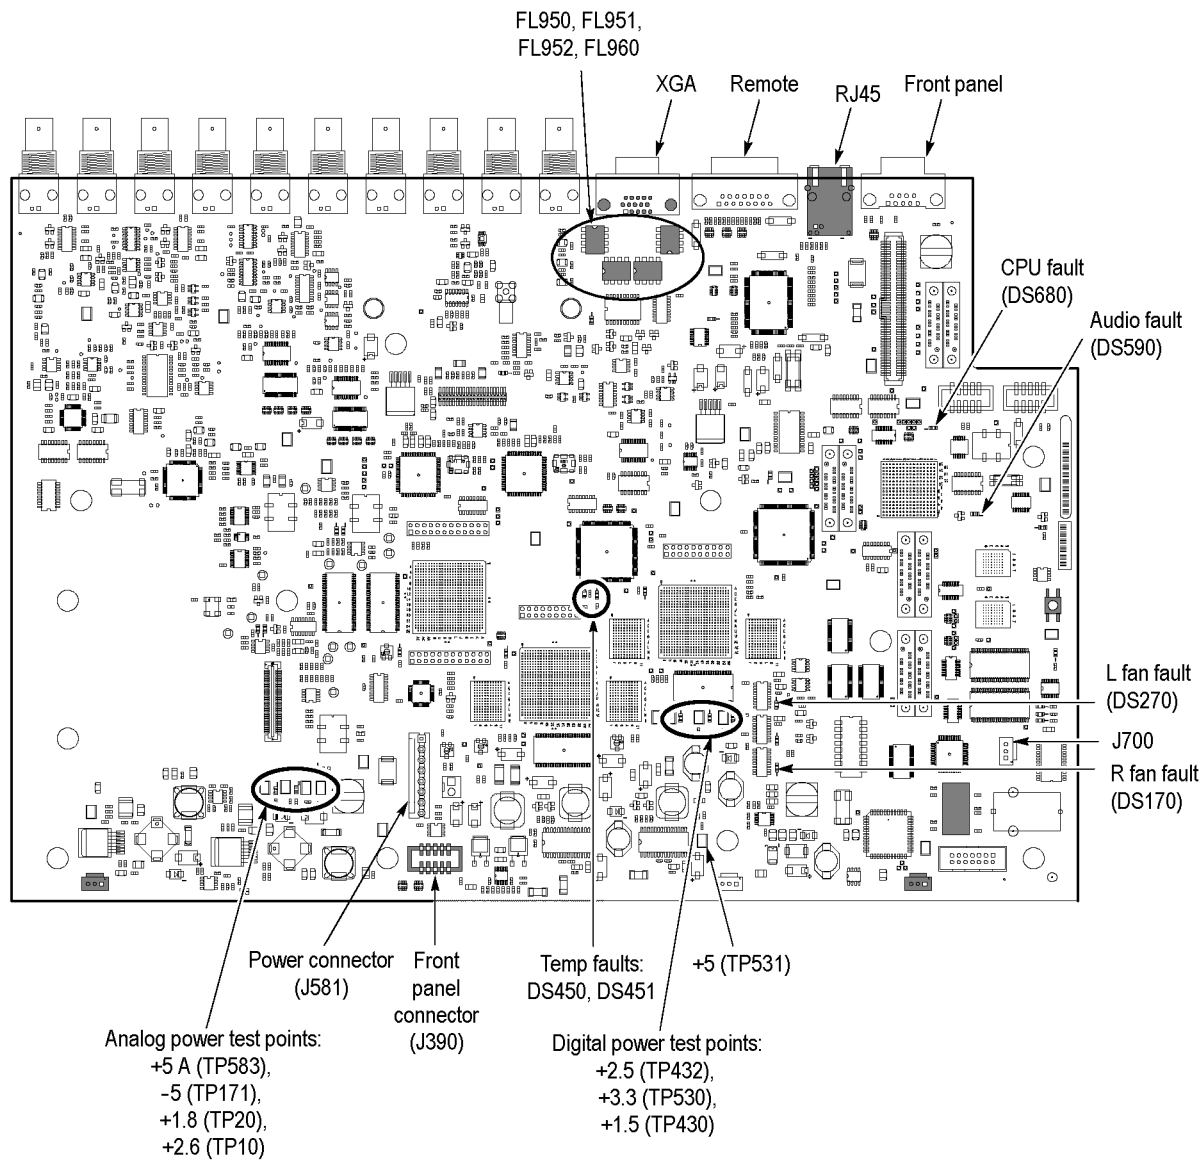 FL950, FL951,
FL952, FL960
XGA
Remote
RJ45
Front panel
CPU fault
(DS680)
Audio fault
(DS590)
L fan fault
(DS270)
J700
R fan fault
(DS170)
Power connector
(J581)
Front
panel
connector
(J390)
Temp faults:
DS450, DS451
+5 (TP531)
Analog power test points:
+5 A (TP583),
−5 (TP171),
+1.8 (TP20)
+2.6 (TP10)
Digital power test points:
+2.5 (TP432),
+3.3 (TP530),
+1.5 (TP430)